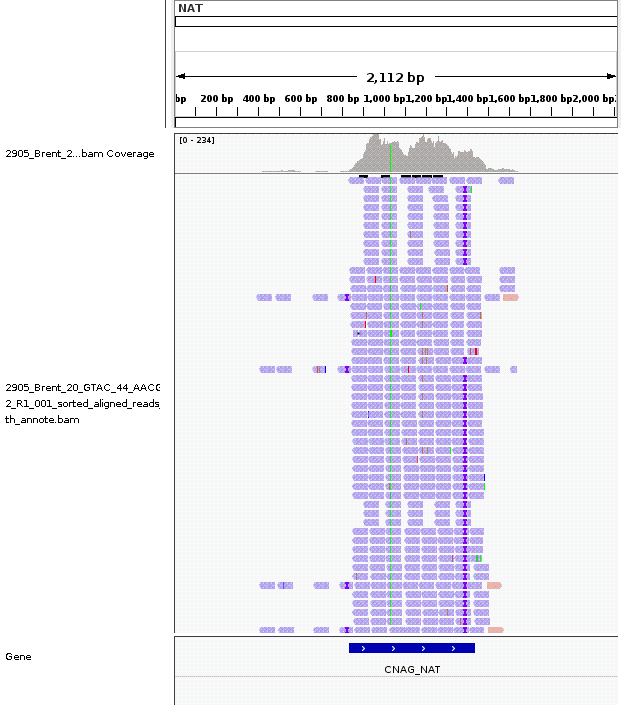 NAT
2,112 bp
bp 200 bp 400 bp 600 bp 800 bp 1,000 bp 1,200 bp 1,400 bp 1,600 bp 1,800 bp 2,000 bp
[0 - 234]
2905_Brent_2...bam Coverage
2905_Brent_20_GTAC_44_AACG
2_R1_001_sorted_aligned_reads_
th_annote.bam
Gene
CNAG_NAT